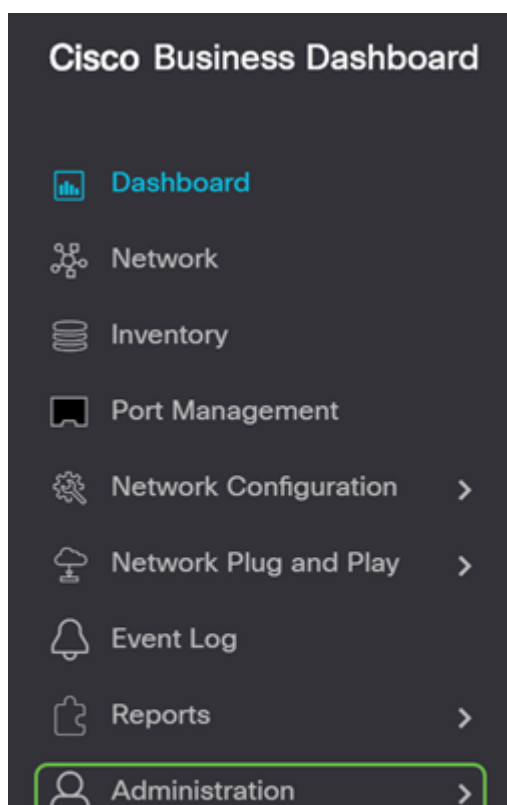 Cisco Business Dashboard
Dashboard
Network
Inventory
Port Management
Network Configuration
Network Plug and Play
Event Log
Reports
Administration